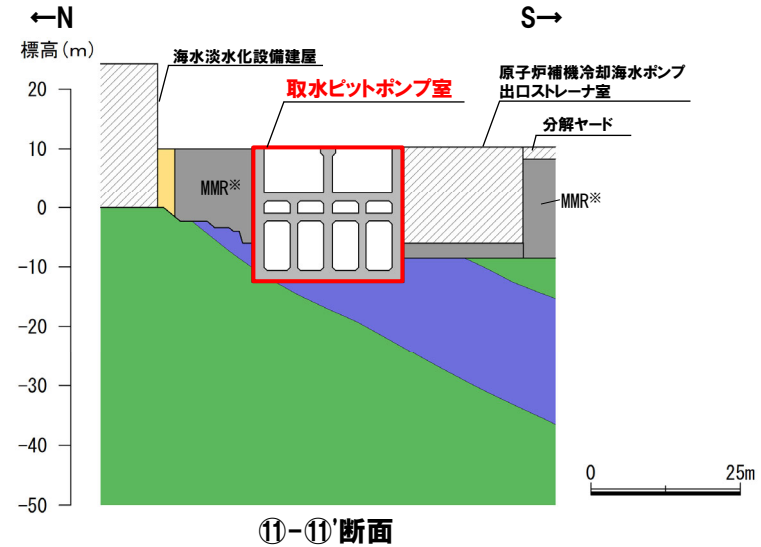 ←N
S→
標高(m)
海水淡水化設備建屋
取水ピットポンプ室
原子炉補機冷却海水ポンプ
出口ストレーナ室
分解ヤード
20
10
0
-10
-20
-30
-40
-50
MMR※
MMR※
0 25m
⑪-⑪'断面